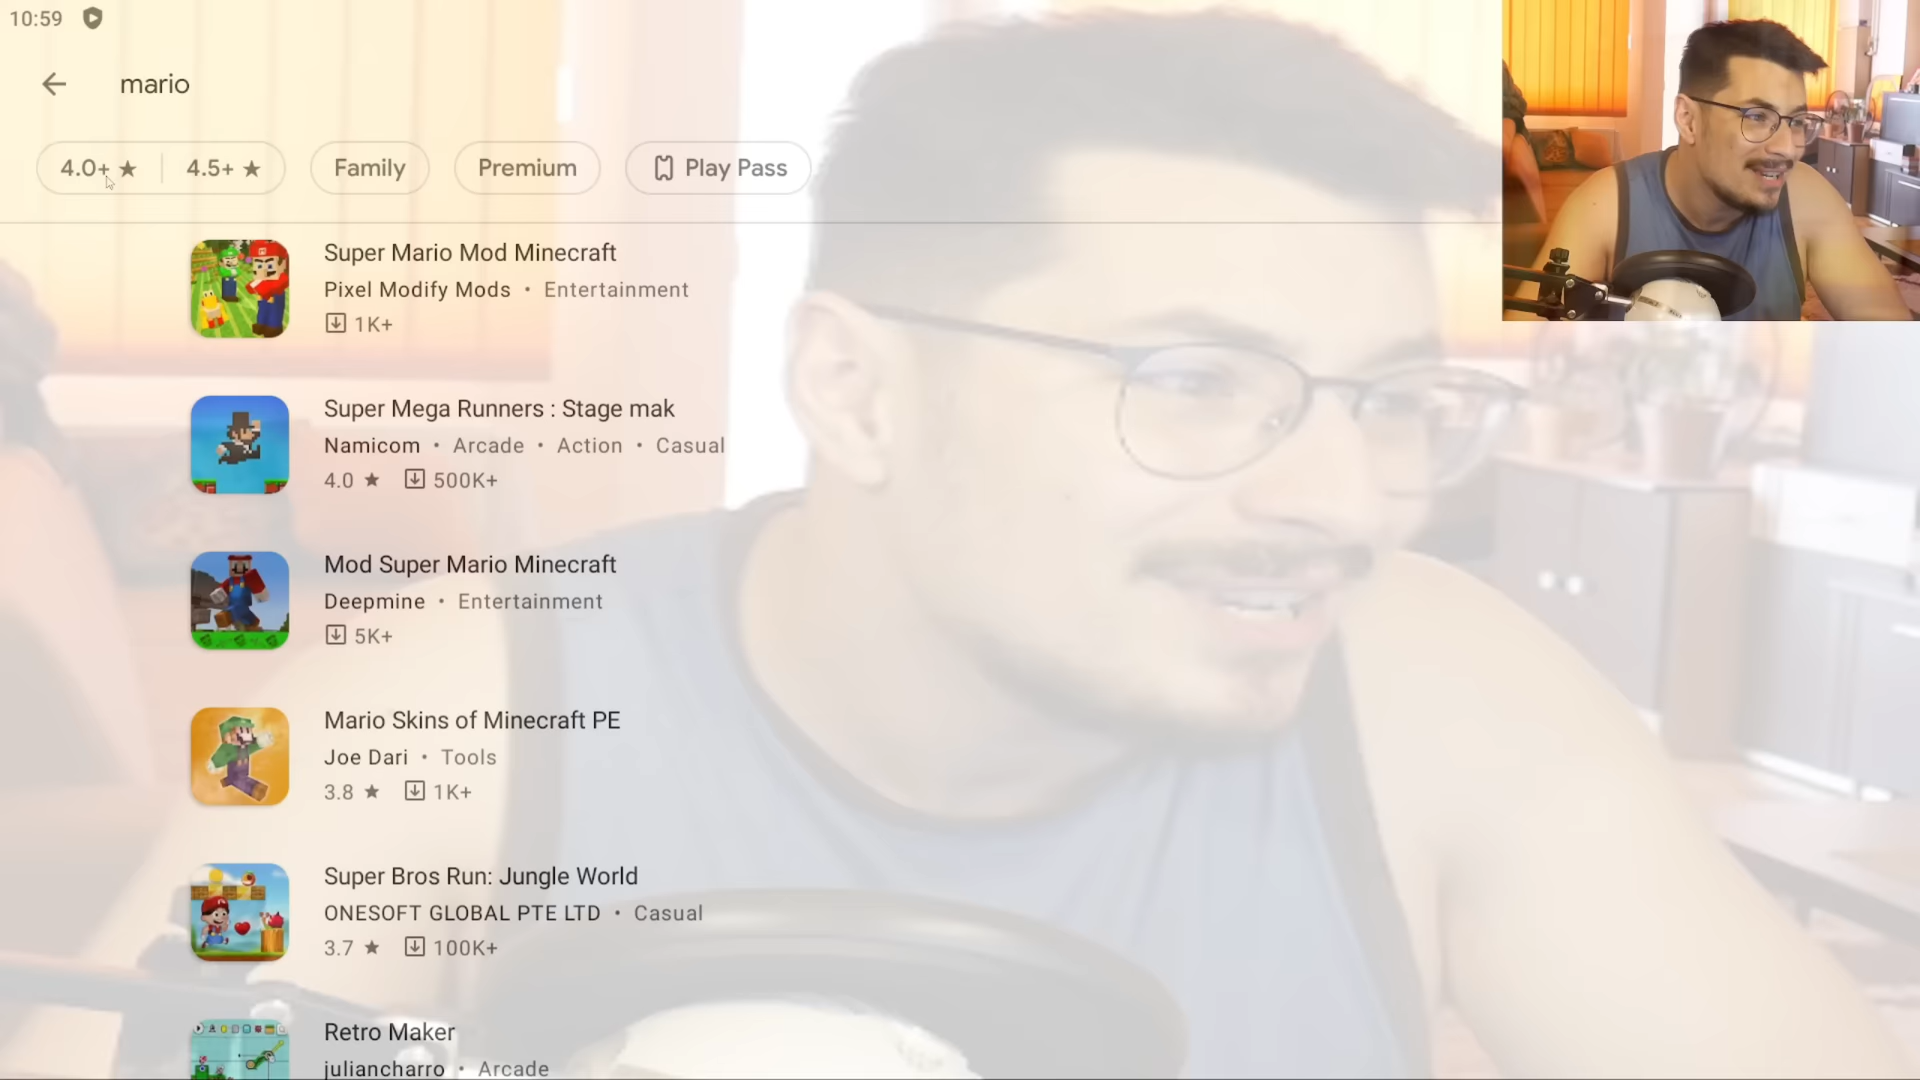 10:59
mario
4.0+ ★ 4.5+ ★ Family Premium Play Pass
Super Mario Mod Minecraft
Pixel Modify Mods • Entertainment
1K+
Super Mega Runners : Stage mak
Namicom • Arcade • Action • Casual
4.0 ★ 500K+
Mod Super Mario Minecraft
Deepmine • Entertainment
5K+
Mario Skins of Minecraft PE
Joe Dari • Tools
3.8 ★ 1K+
Super Bros Run: Jungle World
ONESOFT GLOBAL PTE LTD • Casual
3.7 ★ 100K+
Retro Maker
juliancharro • Arcade